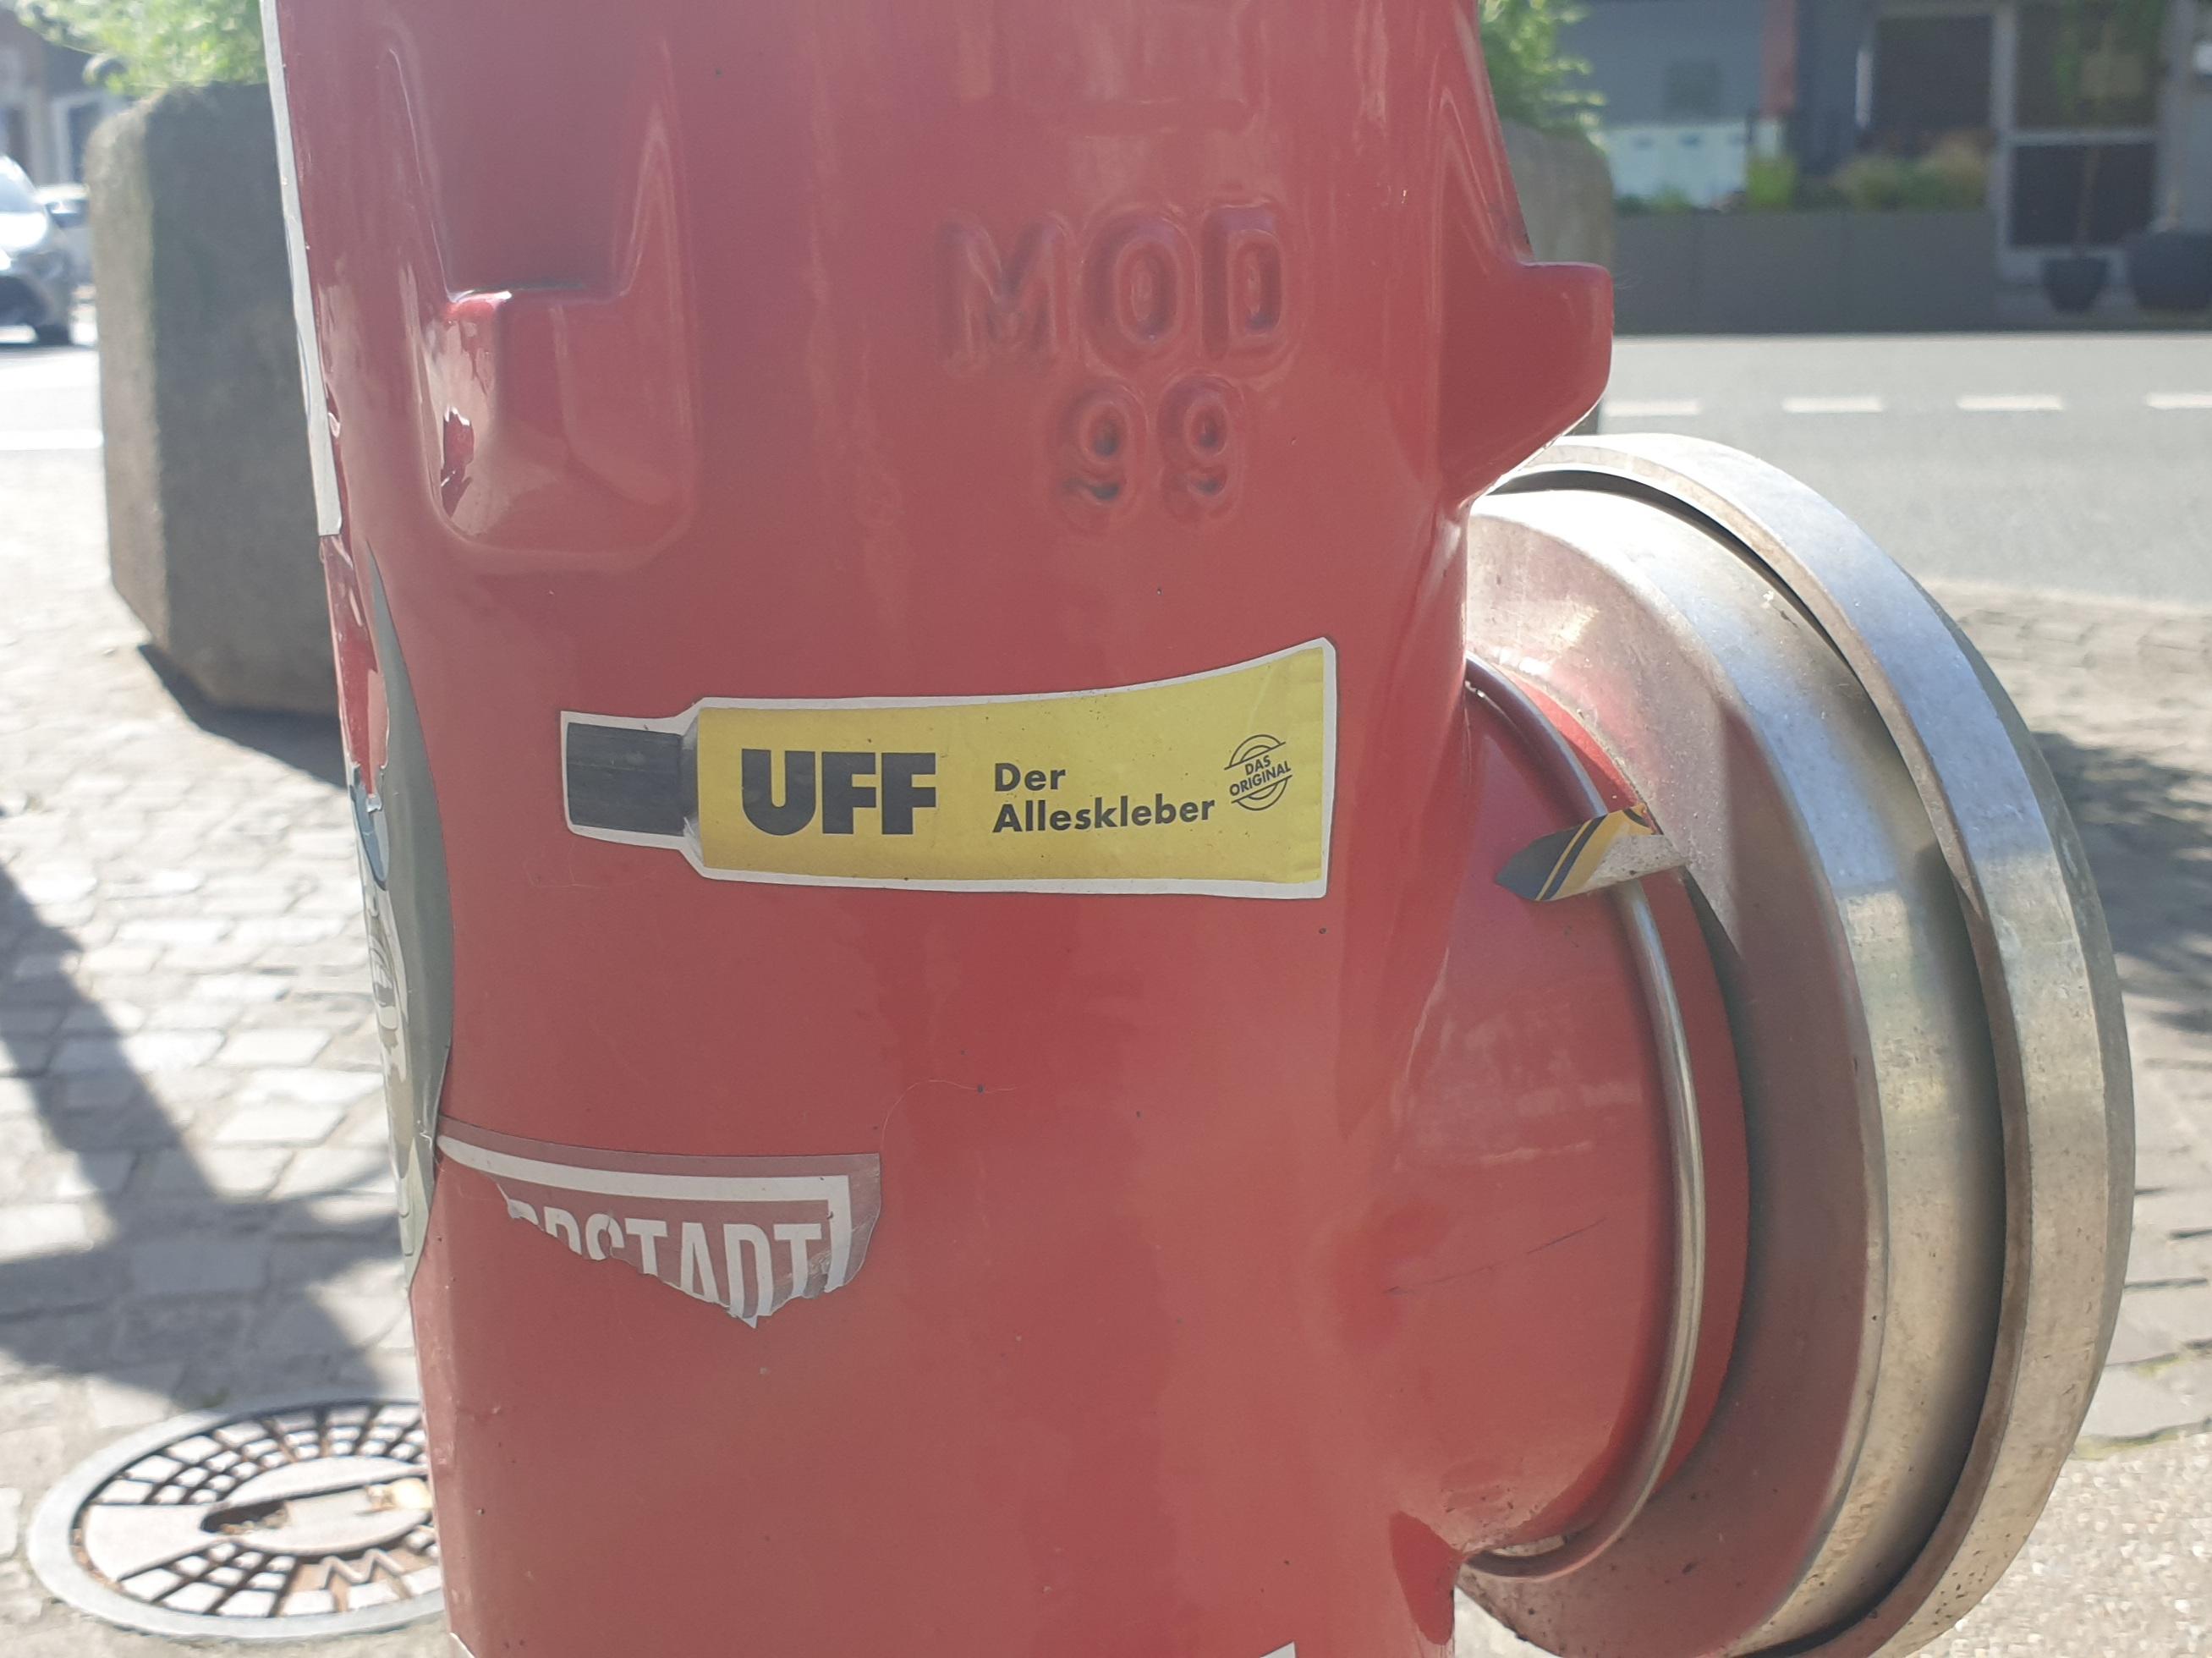 MOD
99
UFF
Der
Alleskleber
DAS
ORIGINAL